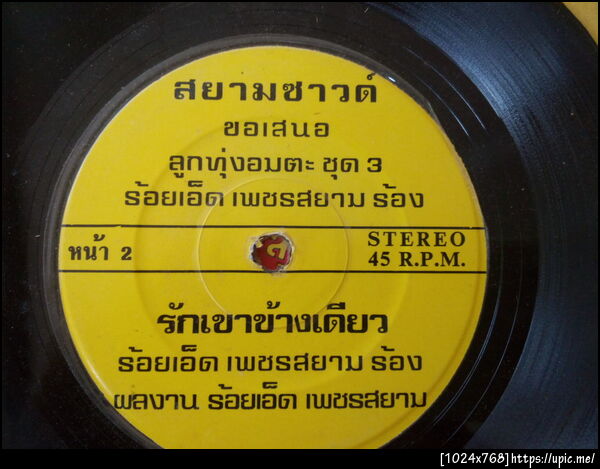 สยามซาวด์
ขอเสนอ
ลูกทุ่งอมตะ ชุด 3
ร้อยเอ็ด เพชรสยาม ร้อง
หน้า 2
STEREO
45 R.P.M.
รักเขาข้างเดียว
ร้อยเอ็ด เพชรสยาม ร้อง
ผลงาน ร้อยเอ็ด เพชรสยาม
[1024x768]https://upic.me/